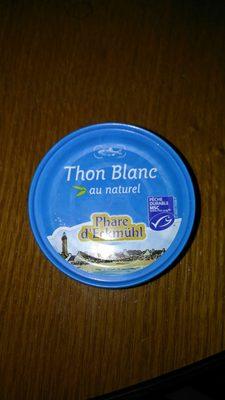 Thon Blanc
au naturel
Phare
d'Eckmühl
PÊCHE
DURABLE
MSC